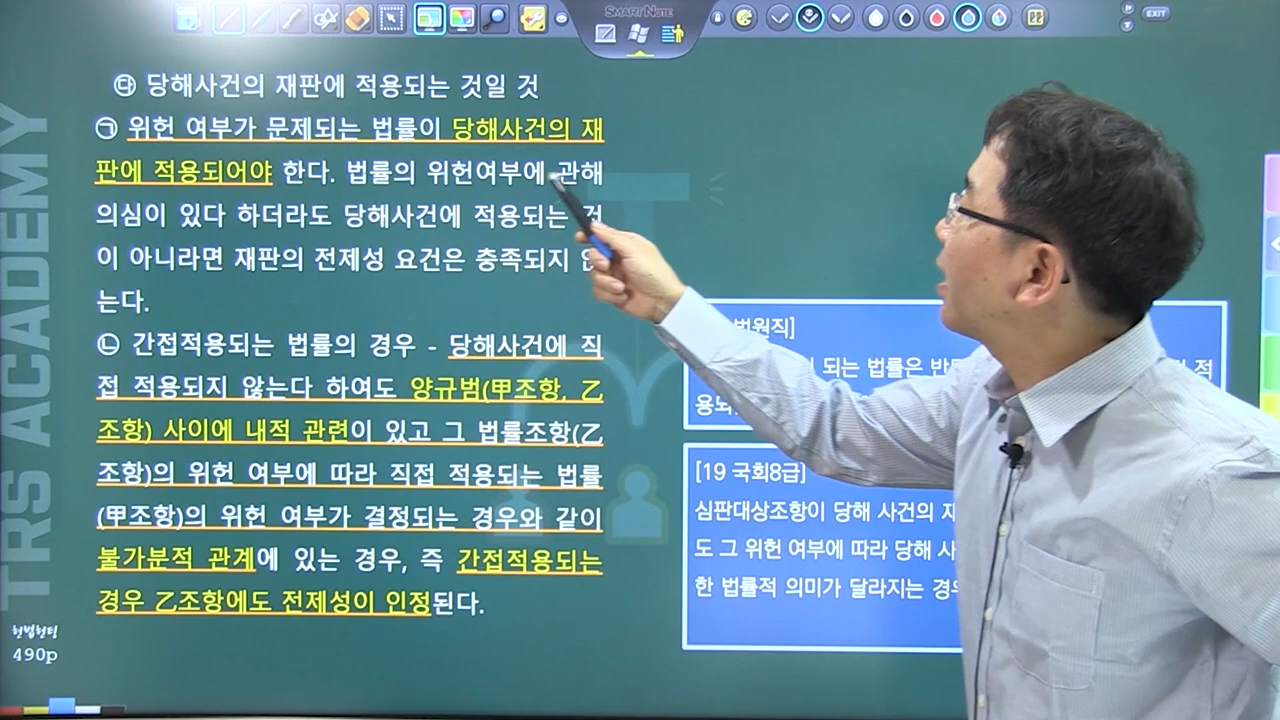 SMART NOTE
EXIT
TRS ACADEMY
㉰ 당해사건의 재판에 적용되는 것일 것
㉠ 위헌 여부가 문제되는 법률이 당해사건의 재
판에 적용되어야 한다. 법률의 위헌여부에 관해
의심이 있다 하더라도 당해사건에 적용되는 것
이 아니라면 재판의 전제성 요건은 충족되지
는다.
㉡ 간접적용되는 법률의 경우 - 당해사건에 직
접 적용되지 않는다 하여도 양규범(甲조항, 乙
조항) 사이에 내적 관련이 있고 그 법률조항(乙
조항)의 위헌 여부에 따라 직접 적용되는 법률
(甲조항)의 위헌 여부가 결정되는 경우와 같이
불가분적 관계에 있는 경우, 즉 간접적용되는
경우 乙조항에도 전제성이 인정된다.
헌법헌팅
490p
법원직]
되는 법률은 적
[19 국회8급]
심판대상조항이 당해 사건의
도 그 위헌 여부에 따라 당해
한 법률적 의미가 달라지는